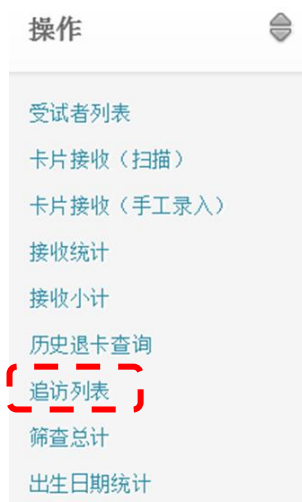 操作
受试者列表
卡片接收（扫描）
卡片接收（手工录入）
接收统计
接收小计
历史退卡查询
追访列表
筛查总计
出生日期统计